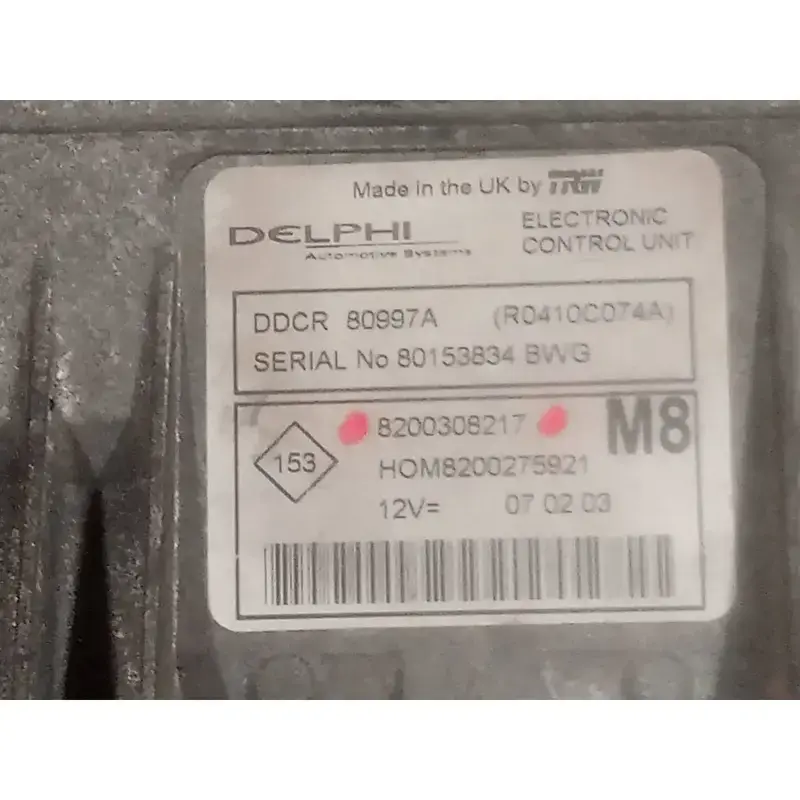 Made in the UK by TRW
DELPHI
Automotive Systems
ELECTRONIC
CONTROL UNIT
DDCR 80997A (R0410C074A)
SERIAL No 80153834 BWG
153
8200308217
M8
HOM8200275921
12V= 07 02 03